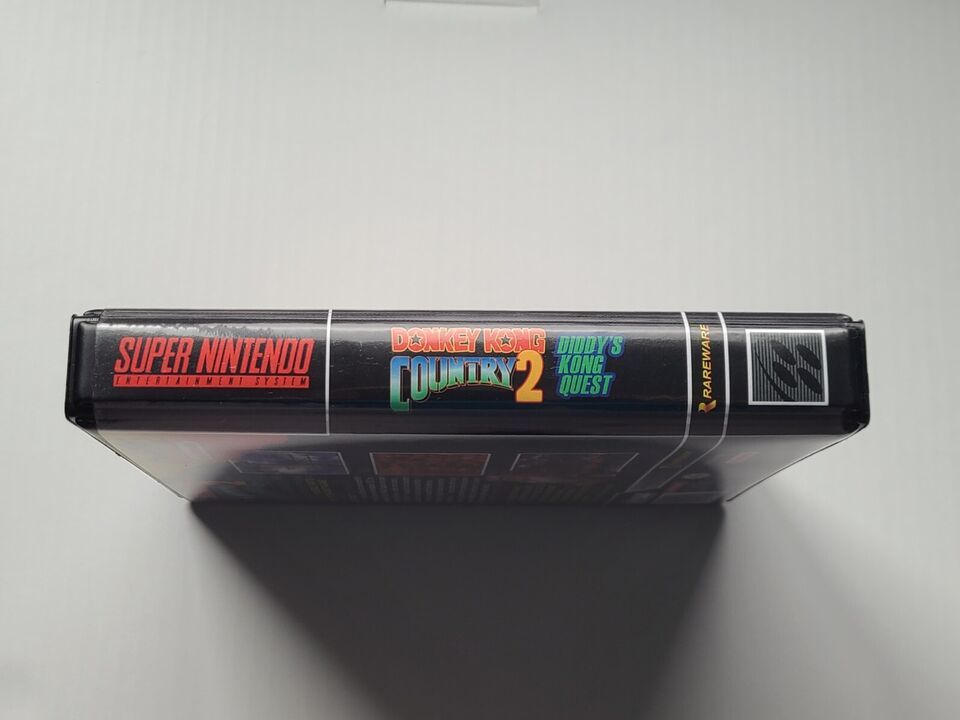 SUPER NINTENDO
ENTERTAINMENT SYSTEM
DONKEY KONG
COUNTRY 2
DIDDY'S
KONG
QUEST
RAREWARE